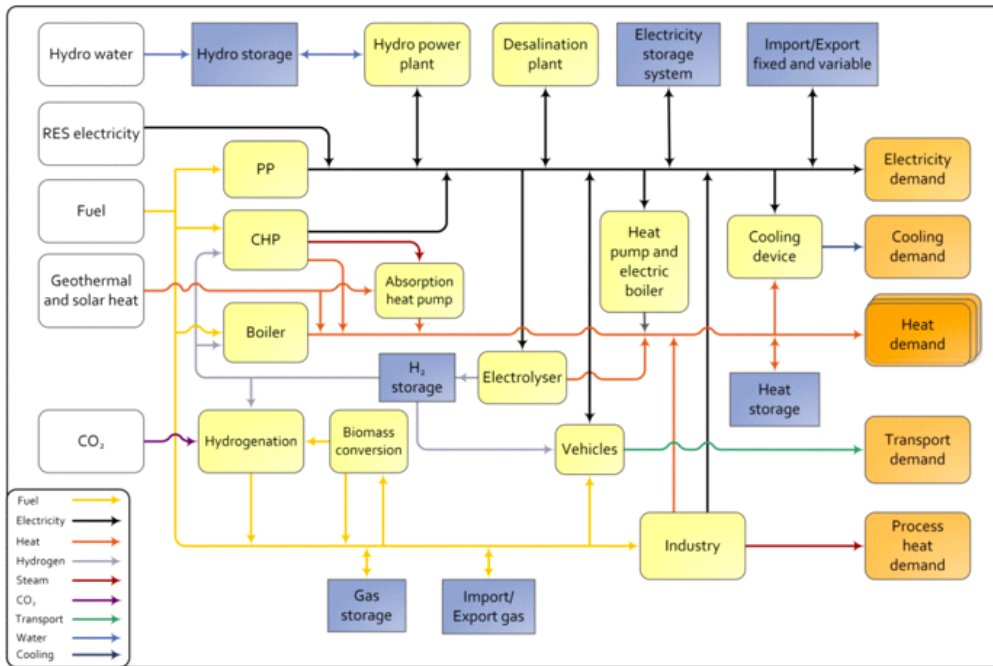 Hydro water
Hydro storage
Hydro power
plant
Desalination
plant
Electricity
storage
system
Import/Export
fixed and variable
RES electricity
PP
Electricity
demand
Fuel
CHP
Heat
pump and
electric
boiler
Cooling
device
Cooling
demand
Geothermal
and solar heat
Absorption
heat pump
Boiler
Heat
demand
H₂
storage
Electrolyser
Heat
storage
CO₂
Hydrogenation
Biomass
conversion
Vehicles
Transport
demand
Industry
Process
heat
demand
Gas
storage
Import/
Export gas
Fuel
Electricity
Heat
Hydrogen
Steam
CO₂
Transport
Water
Cooling